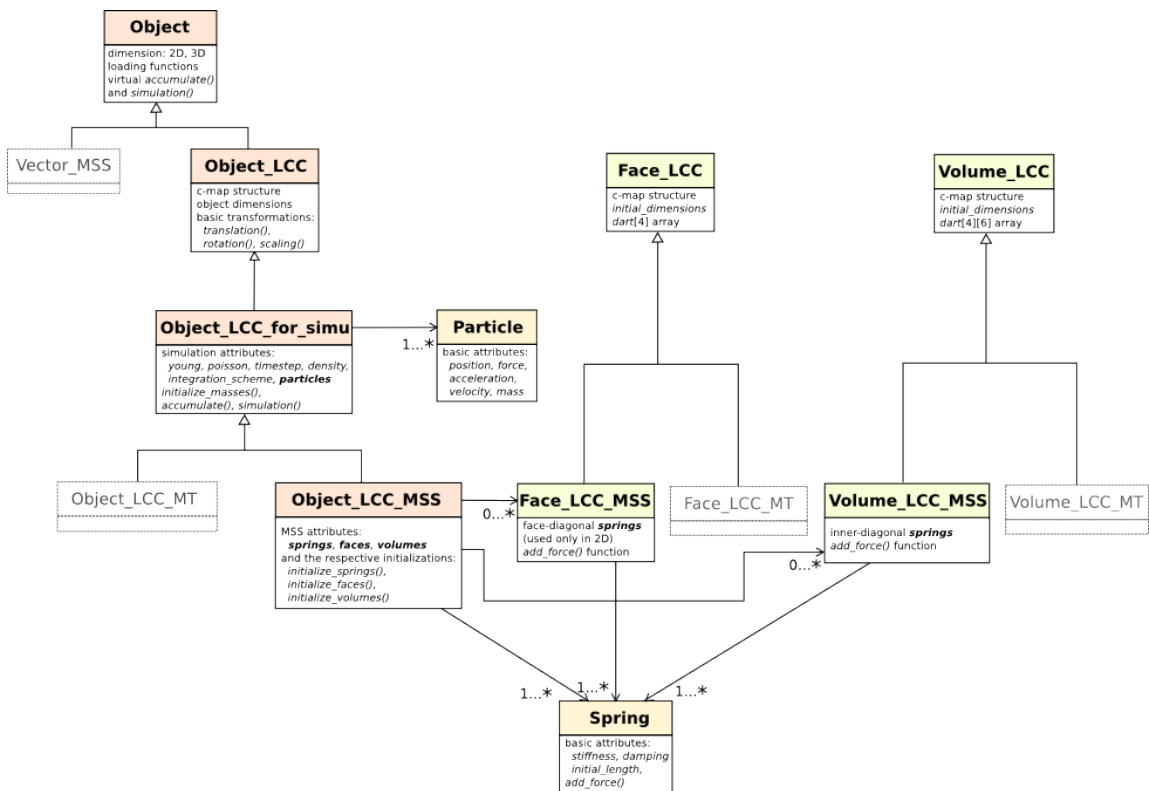 Object
dimension: 2D, 3D
loading functions
virtual accumulate()
and simulation()
Vector_MSS
Object_LCC
c-map structure
object dimensions
basic transformations:
translation(),
rotation(), scaling()
Face_LCC
c-map structure
initial_dimensions
dart[4] array
Volume_LCC
c-map structure
initial_dimensions
dart[4][6] array
Object_LCC_for_simu
simulation attributes:
young, poisson, timestep, density,
integration_scheme, particles
initialize_masses(),
accumulate(), simulation()
1...*
Particle
basic attributes:
position, force,
acceleration,
velocity, mass
Object_LCC_MT
Object_LCC_MSS
MSS attributes:
springs, faces, volumes
and the respective initializations:
initialize_springs(),
initialize_faces(),
initialize_volumes()
0...*
Face_LCC_MSS
face-diagonal springs
(used only in 2D)
add_force() function
Face_LCC_MT
0...*
Volume_LCC_MSS
inner-diagonal springs
add_force() function
Volume_LCC_MT
1...*
1...*
1...*
Spring
basic attributes:
stiffness, damping
initial_length,
add_force()